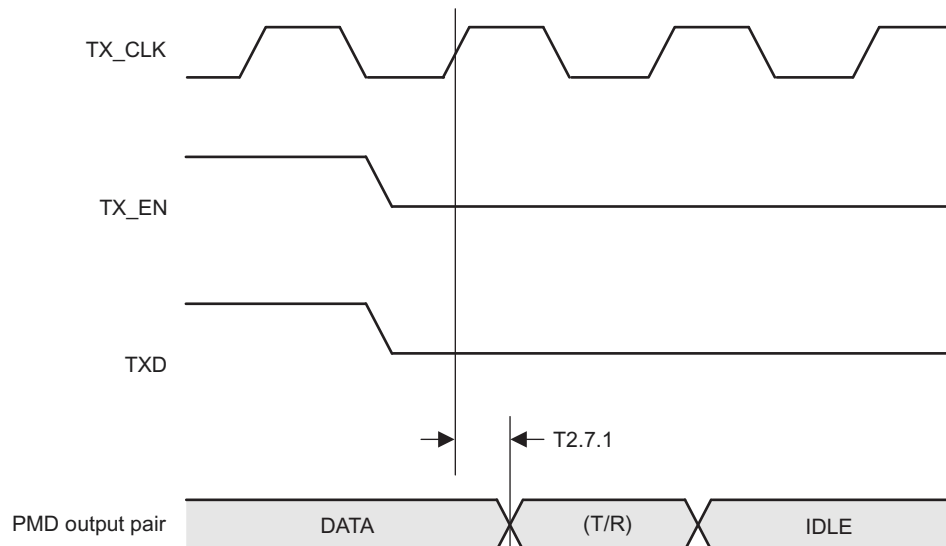 TX_CLK
TX_EN
TXD
T2.7.1
PMD output pair DATA (T/R) IDLE